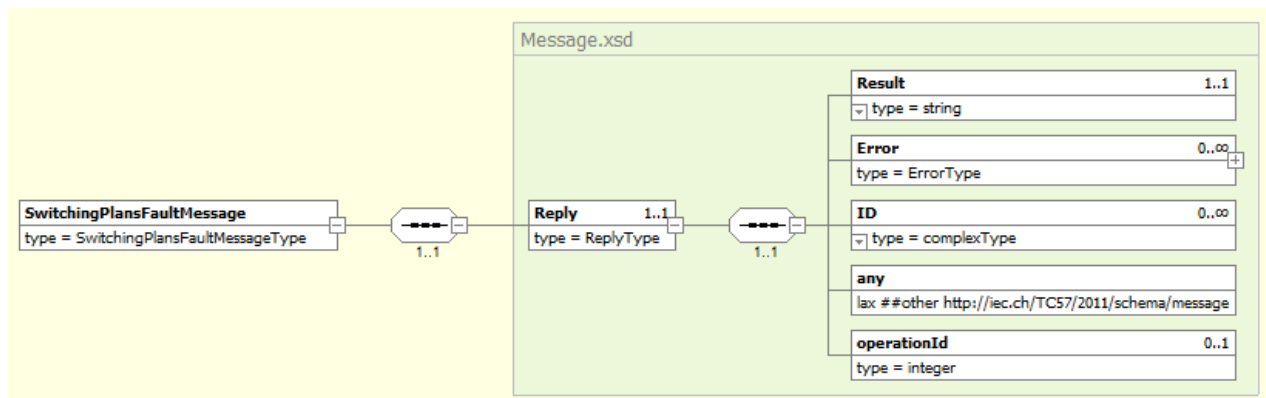 Message.xsd
Result 1..1
type = string
Error 0..∞
type = ErrorType
SwitchingPlansFaultMessage
type = SwitchingPlansFaultMessageType
1..1
Reply 1..1
type = ReplyType
1..1
ID 0..∞
type = complexType
any
lax ##other http://iec.ch/TC57/2011/schema/message
operationId 0..1
type = integer